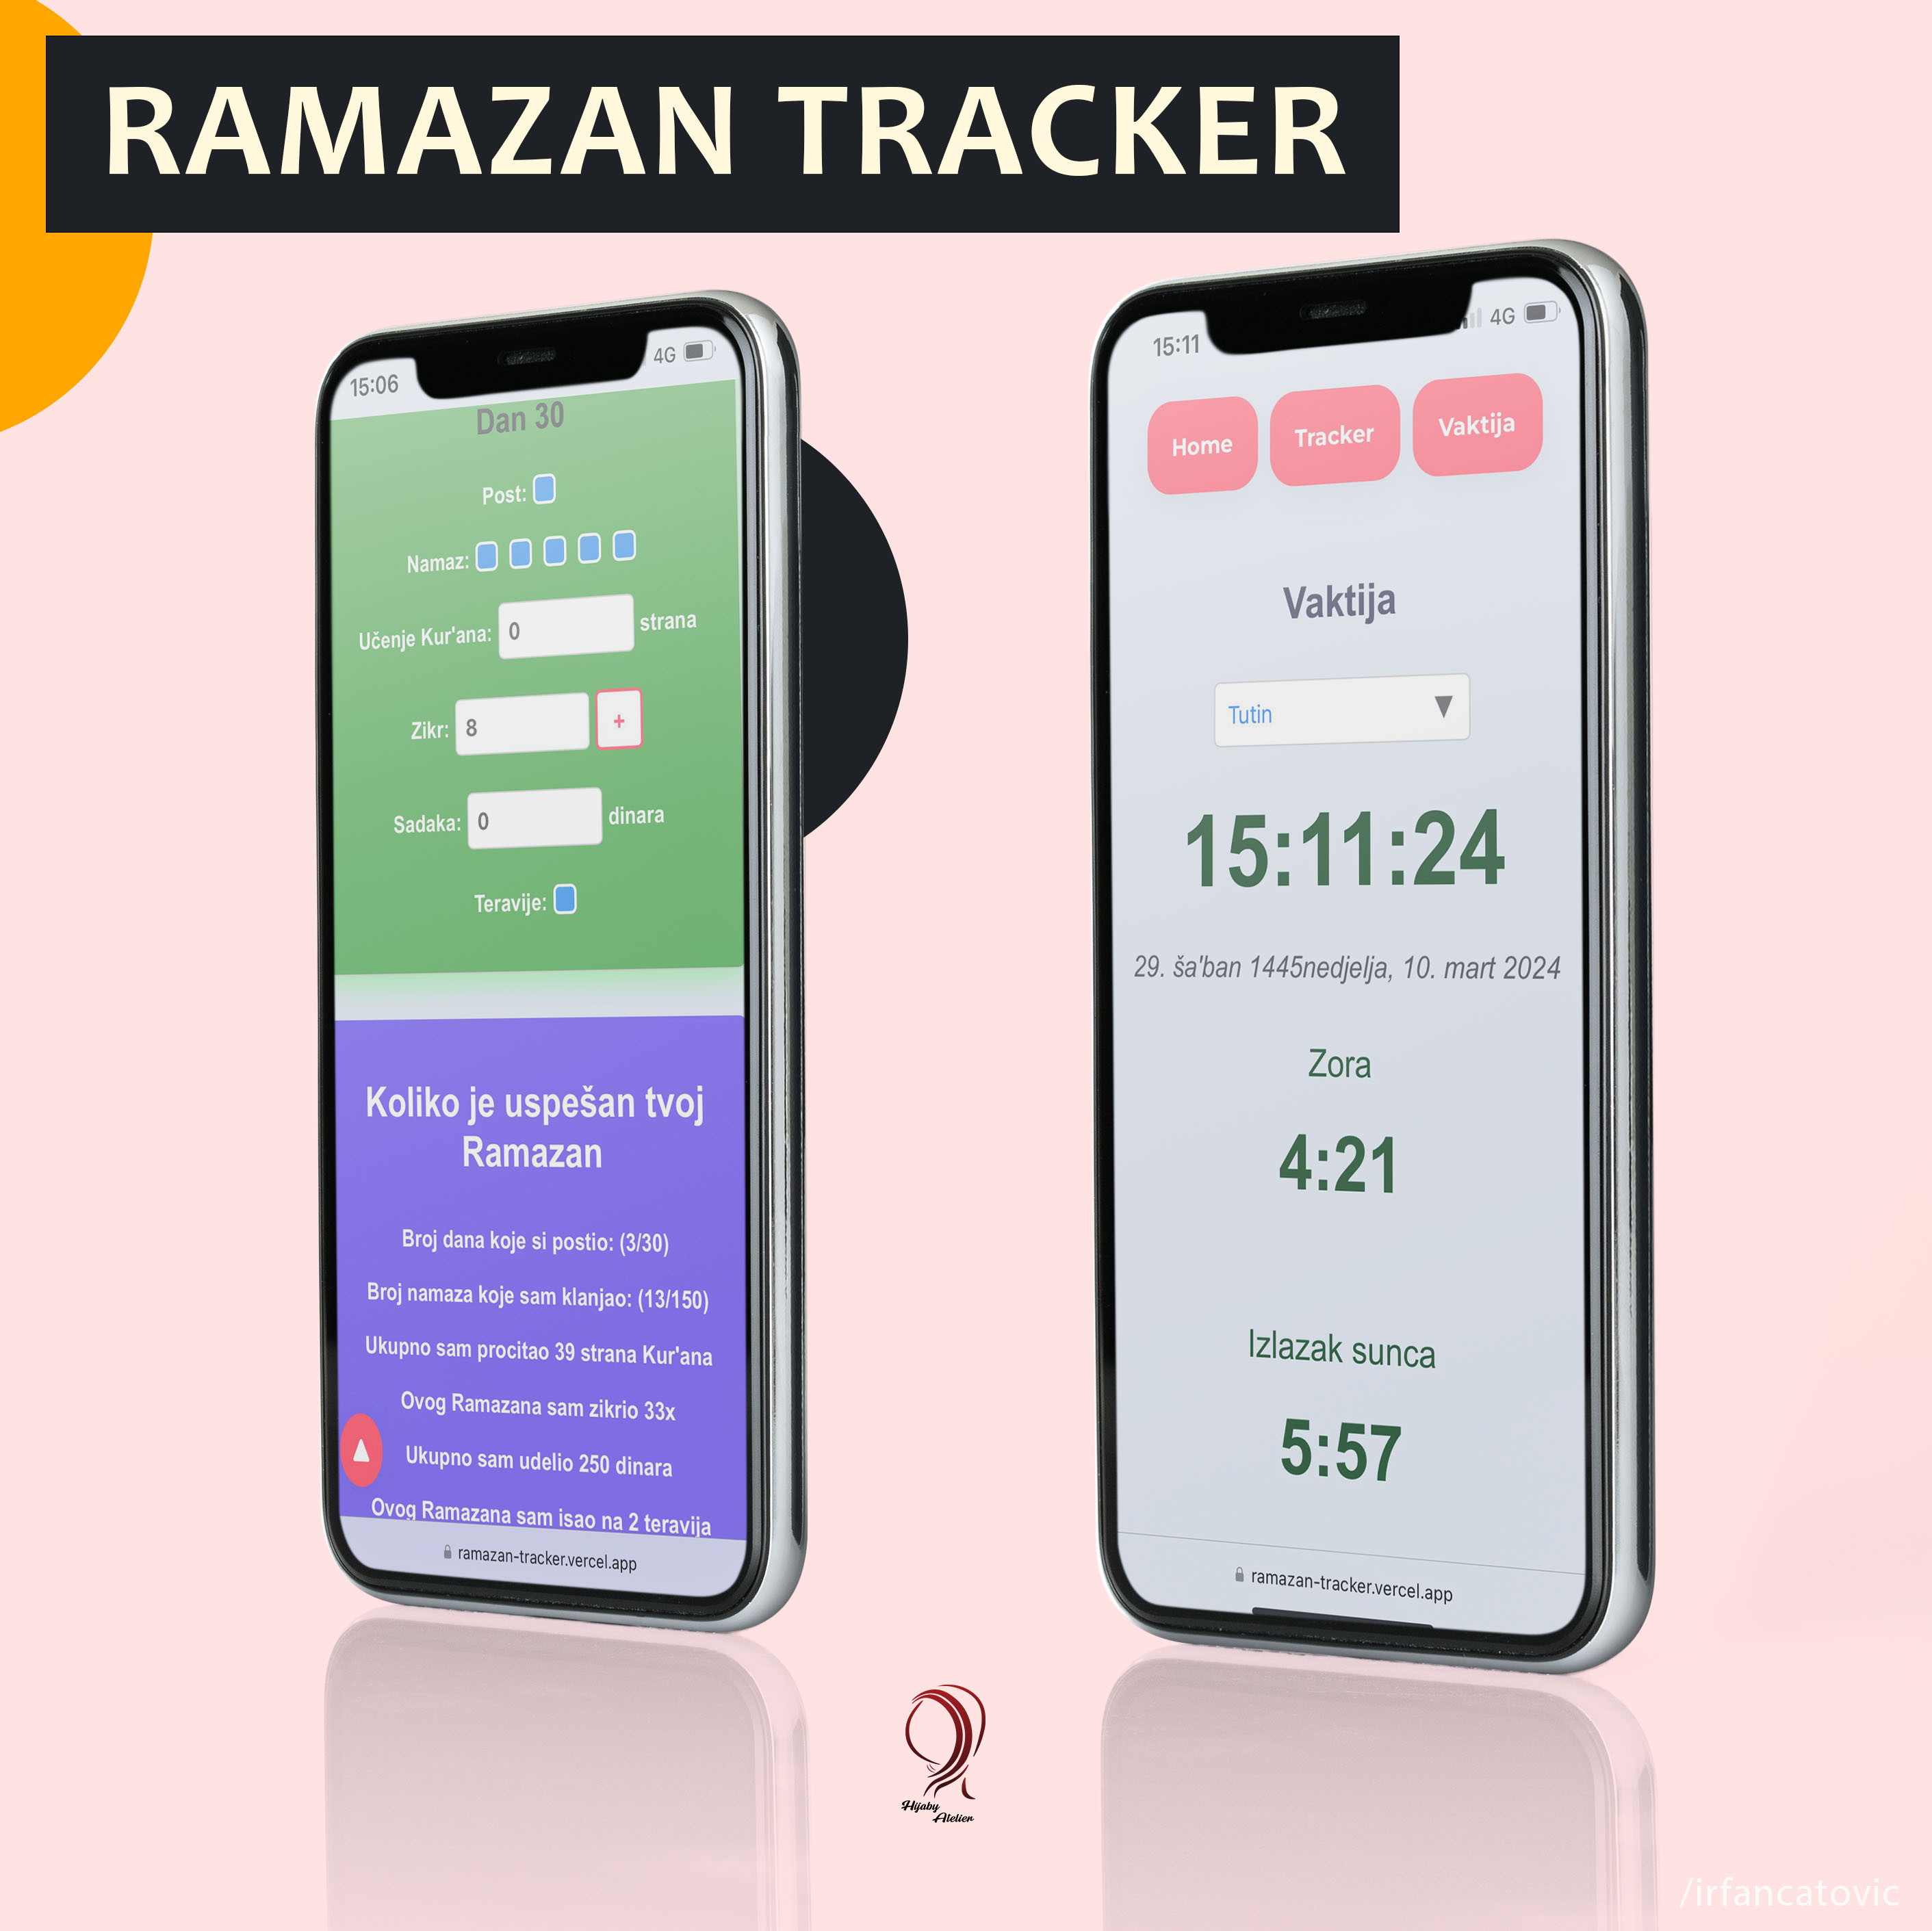 RAMAZAN TRACKER
15:06
4G
Dan 30
Post:
Namaz:
Učenje Kur'ana: 0 strana
Zikr: 8 +
Sadaka: 0 dinara
Teravije:
Koliko je uspešan tvoj
Ramazan
Broj dana koje si postio: (3/30)
Broj namaza koje sam klanjao: (13/150)
Ukupno sam procitao 39 strana Kur'ana
Ovog Ramazana sam zikrio 33x
Ukupno sam udelio 250 dinara
Ovog Ramazana sam isao na 2 teravija
ramazan-tracker.vercel.app
15:11
4G
Home Tracker Vaktija
Vaktija
Tutin
15:11:24
29. ša'ban 1445nedjelja, 10. mart 2024
Zora
4:21
Izlazak sunca
5:57
ramazan-tracker.vercel.app
Hijaby
Atelier
/irfancatovic